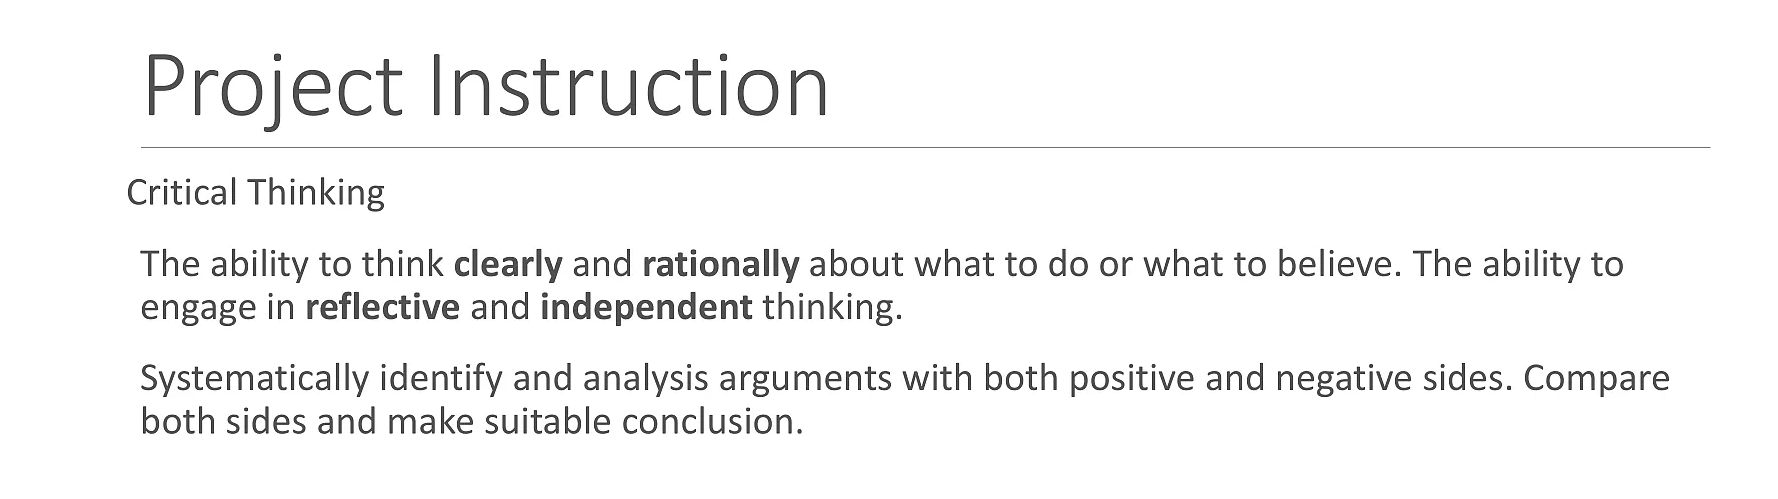 Project Instruction
Critical Thinking
The ability to think clearly and rationally about what to do or what to believe. The ability to
engage in reflective and independent thinking.
Systematically identify and analysis arguments with both positive and negative sides. Compare
both sides and make suitable conclusion.